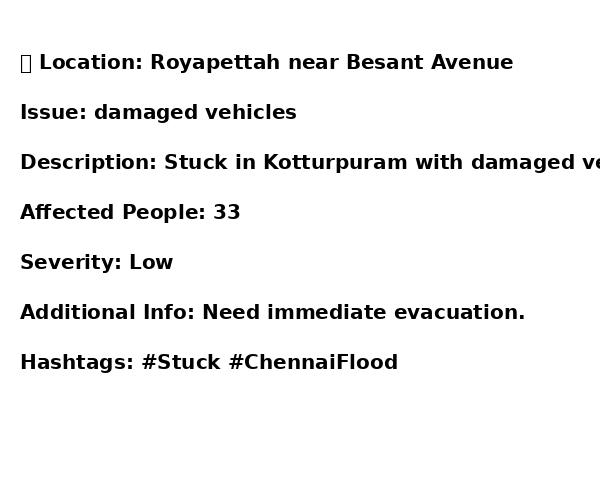 Location: Royapettah near Besant Avenue
Issue: damaged vehicles
Description: Stuck in Kotturpuram with damaged
Affected People: 33
Severity: Low
Additional Info: Need immediate evacuation.
Hashtags: #Stuck #ChennaiFlood